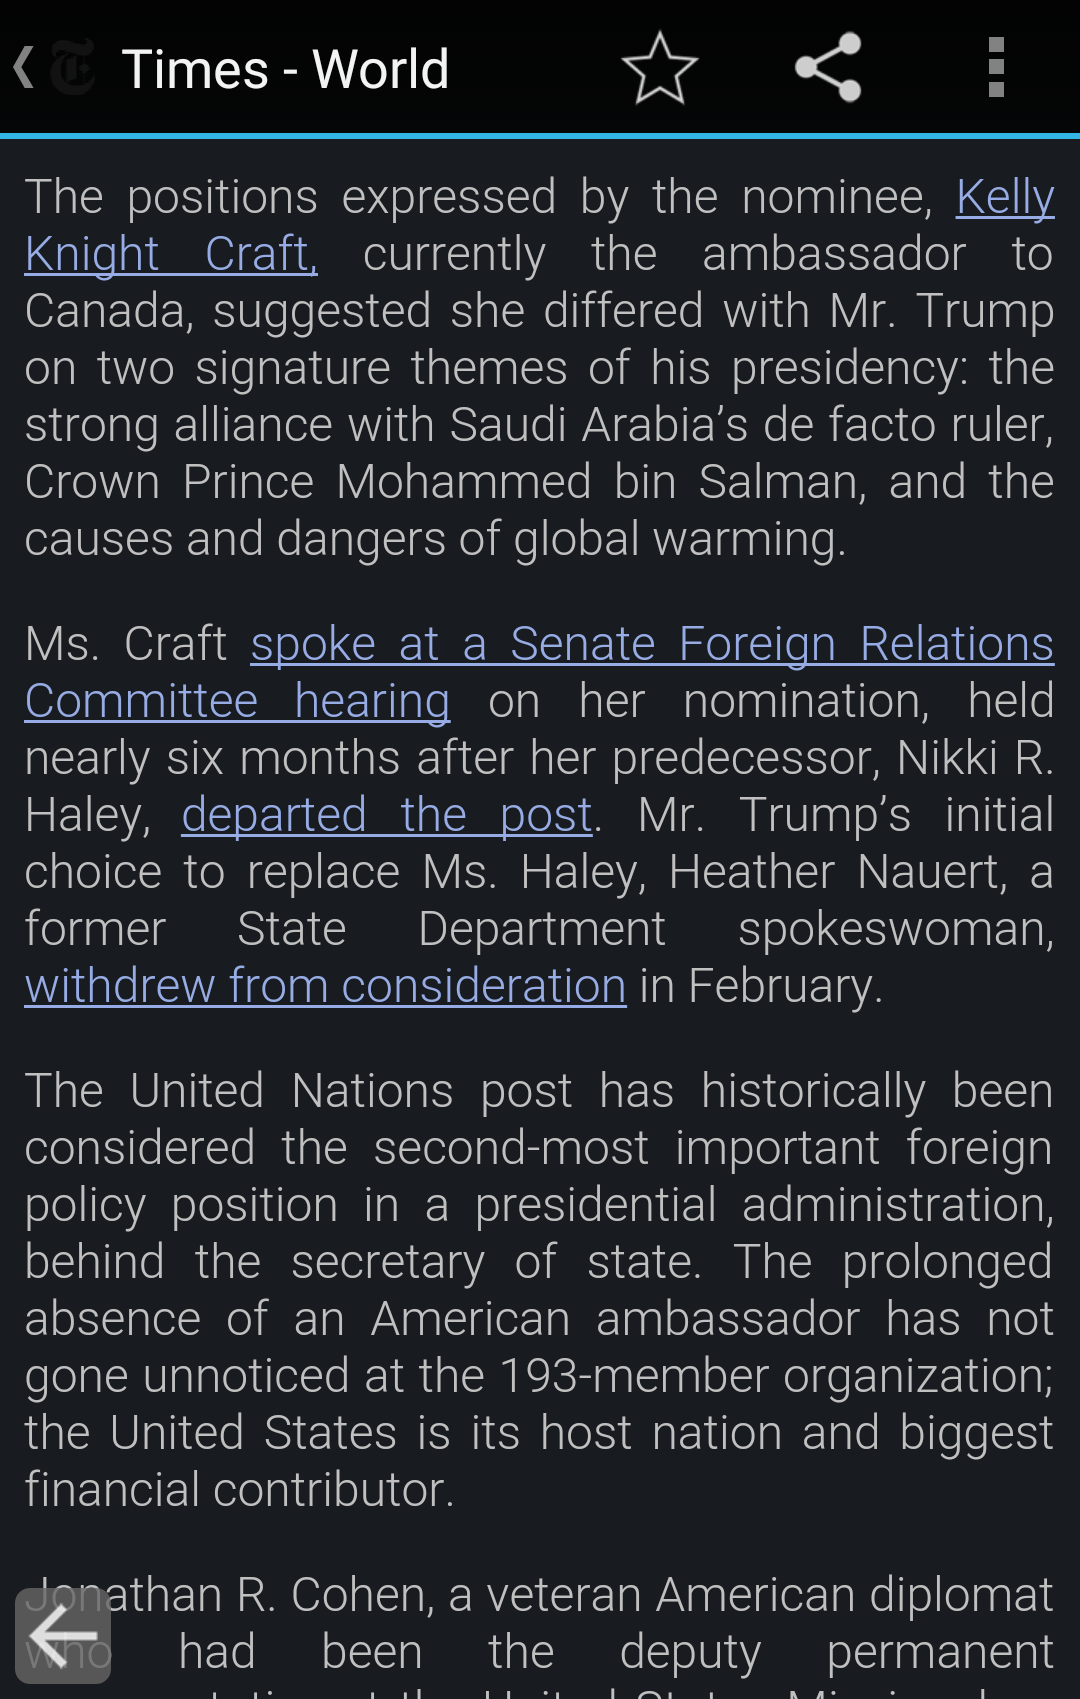 Times - World
The positions expressed by the nominee, Kelly
Knight Craft, currently the ambassador to
Canada, suggested she differed with Mr. Trump
on two signature themes of his presidency: the
strong alliance with Saudi Arabia’s de facto ruler,
Crown Prince Mohammed bin Salman, and the
causes and dangers of global warming.
Ms. Craft spoke at a Senate Foreign Relations
Committee hearing on her nomination, held
nearly six months after her predecessor, Nikki R.
Haley, departed the post. Mr. Trump’s initial
choice to replace Ms. Haley, Heather Nauert, a
former State Department spokeswoman,
withdrew from consideration in February.
The United Nations post has historically been
considered the second-most important foreign
policy position in a presidential administration,
behind the secretary of state. The prolonged
absence of an American ambassador has not
gone unnoticed at the 193-member organization;
the United States is its host nation and biggest
financial contributor.
Jonathan R. Cohen, a veteran American diplomat
who had been the deputy permanent